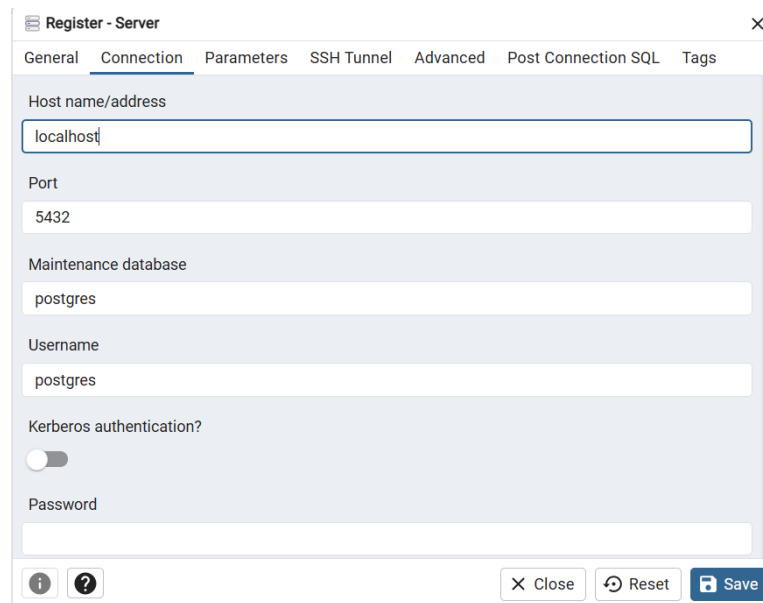 Register - Server
General Connection Parameters SSH Tunnel Advanced Post Connection SQL Tags
Host name/address
localhost
Port
5432
Maintenance database
postgres
Username
postgres
Kerberos authentication?
Password
Close Reset Save